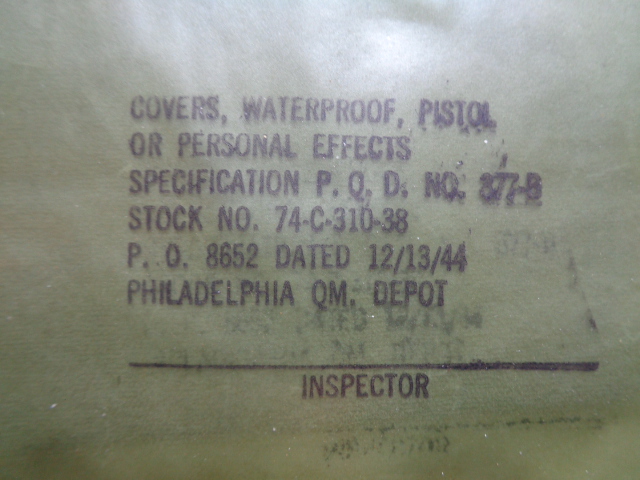 COVERS, WATERPROOF, PISTOL
OR PERSONAL EFFECTS
SPECIFICATION P. Q. D. NO. 377-B
STOCK NO. 74-C-310-38
P. O. 8652 DATED 12/13/44
PHILADELPHIA QM. DEPOT
INSPECTOR